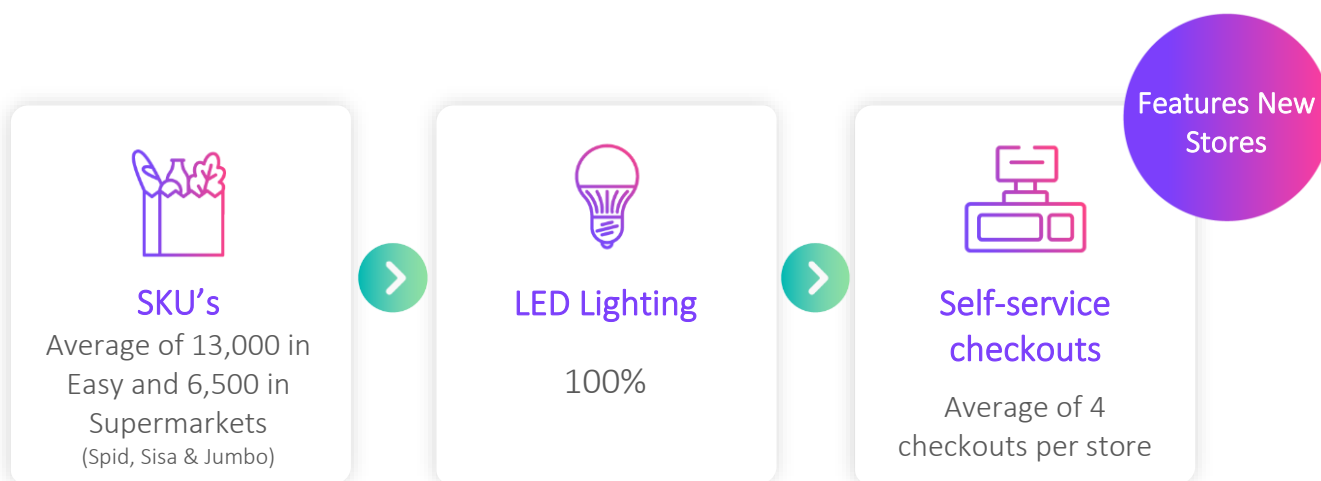 Features New
Stores
SKU’s
Average of 13,000 in
Easy and 6,500 in
Supermarkets
(Spid, Sisa & Jumbo)
LED Lighting
100%
Self-service
checkouts
Average of 4
checkouts per store